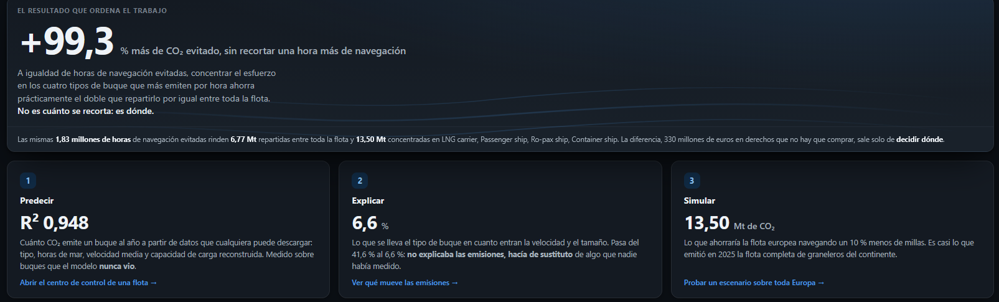 EL RESULTADO QUE ORDENA EL TRABAJO
+99,3 % más de CO₂ evitado, sin recortar una hora más de navegación
A igualdad de horas de navegación evitadas, concentrar el esfuerzo
en los cuatro tipos de buque que más emiten por hora ahorra
prácticamente el doble que repartirlo por igual entre toda la flota.
No es cuánto se recorta: es dónde.
Las mismas 1,83 millones de horas de navegación evitadas rinden 6,77 Mt repartidas entre toda la flota y 13,50 Mt concentradas en LNG carrier, Passenger ship, Ro-pax ship, Container ship. La diferencia, 330 millones de euros en derechos que no hay que comprar, sale solo de decidir dónde.
1
Predecir
R² 0,948
Cuánto CO₂ emite un buque al año a partir de datos que cualquiera puede descargar:
tipo, horas de mar, velocidad media y capacidad de carga reconstruida. Medido sobre
buques que el modelo nunca vio.
Abrir el centro de control de una flota →
2
Explicar
6,6 %
Lo que se lleva el tipo de buque en cuanto entran la velocidad y el tamaño. Pasa del
41,6 % al 6,6 %: no explicaba las emisiones, hacía de sustituto de algo que nadie
había medido.
Ver qué mueve las emisiones →
3
Simular
13,50 Mt de CO₂
Lo que ahorraría la flota europea navegando un 10 % menos de millas. Es casi lo que
emitió en 2025 la flota completa de graneleros del continente.
Probar un escenario sobre toda Europa →